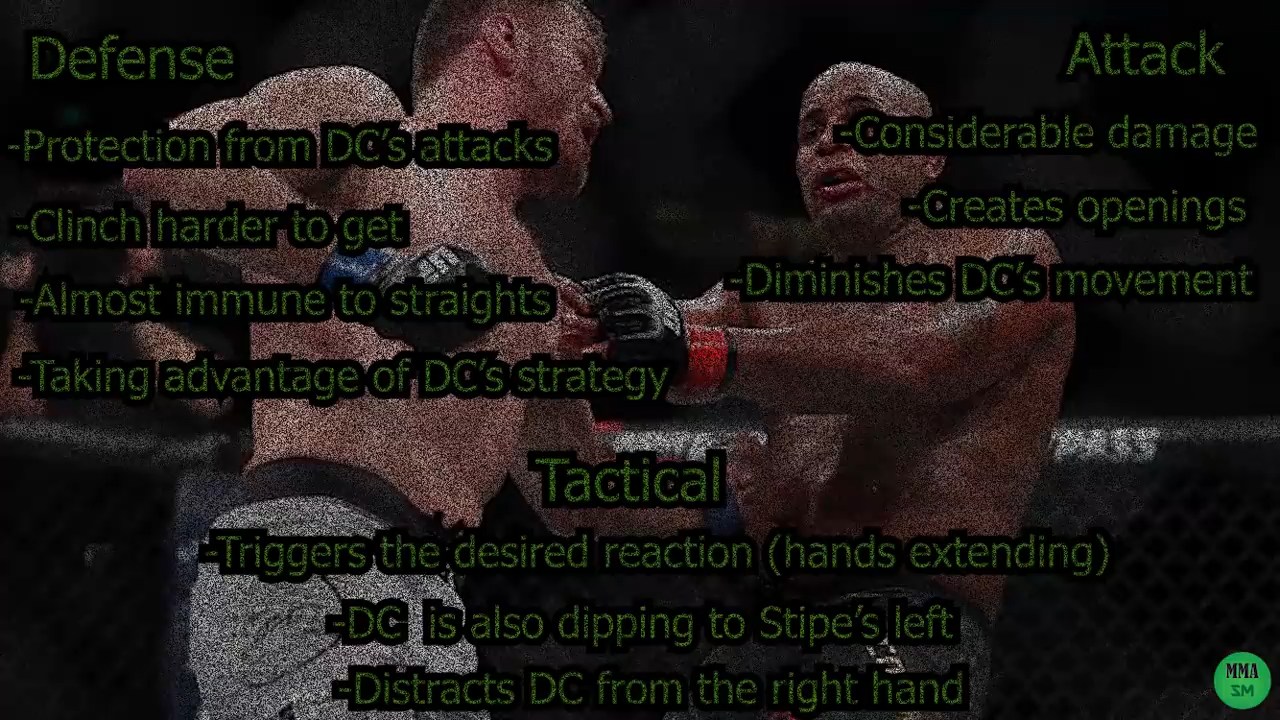 Defense
-Protection from DC's attacks
-Clinch harder to get
-Almost immune to straights
-Taking advantage of DC's strategy
Attack
-Considerable damage
-Creates openings
-Diminishes DC's movement
Tactical
-Triggers the desired reaction (hands extending)
-DC is also dipping to Stipe's left
-Distracts DC from the right hand
MMA
SM